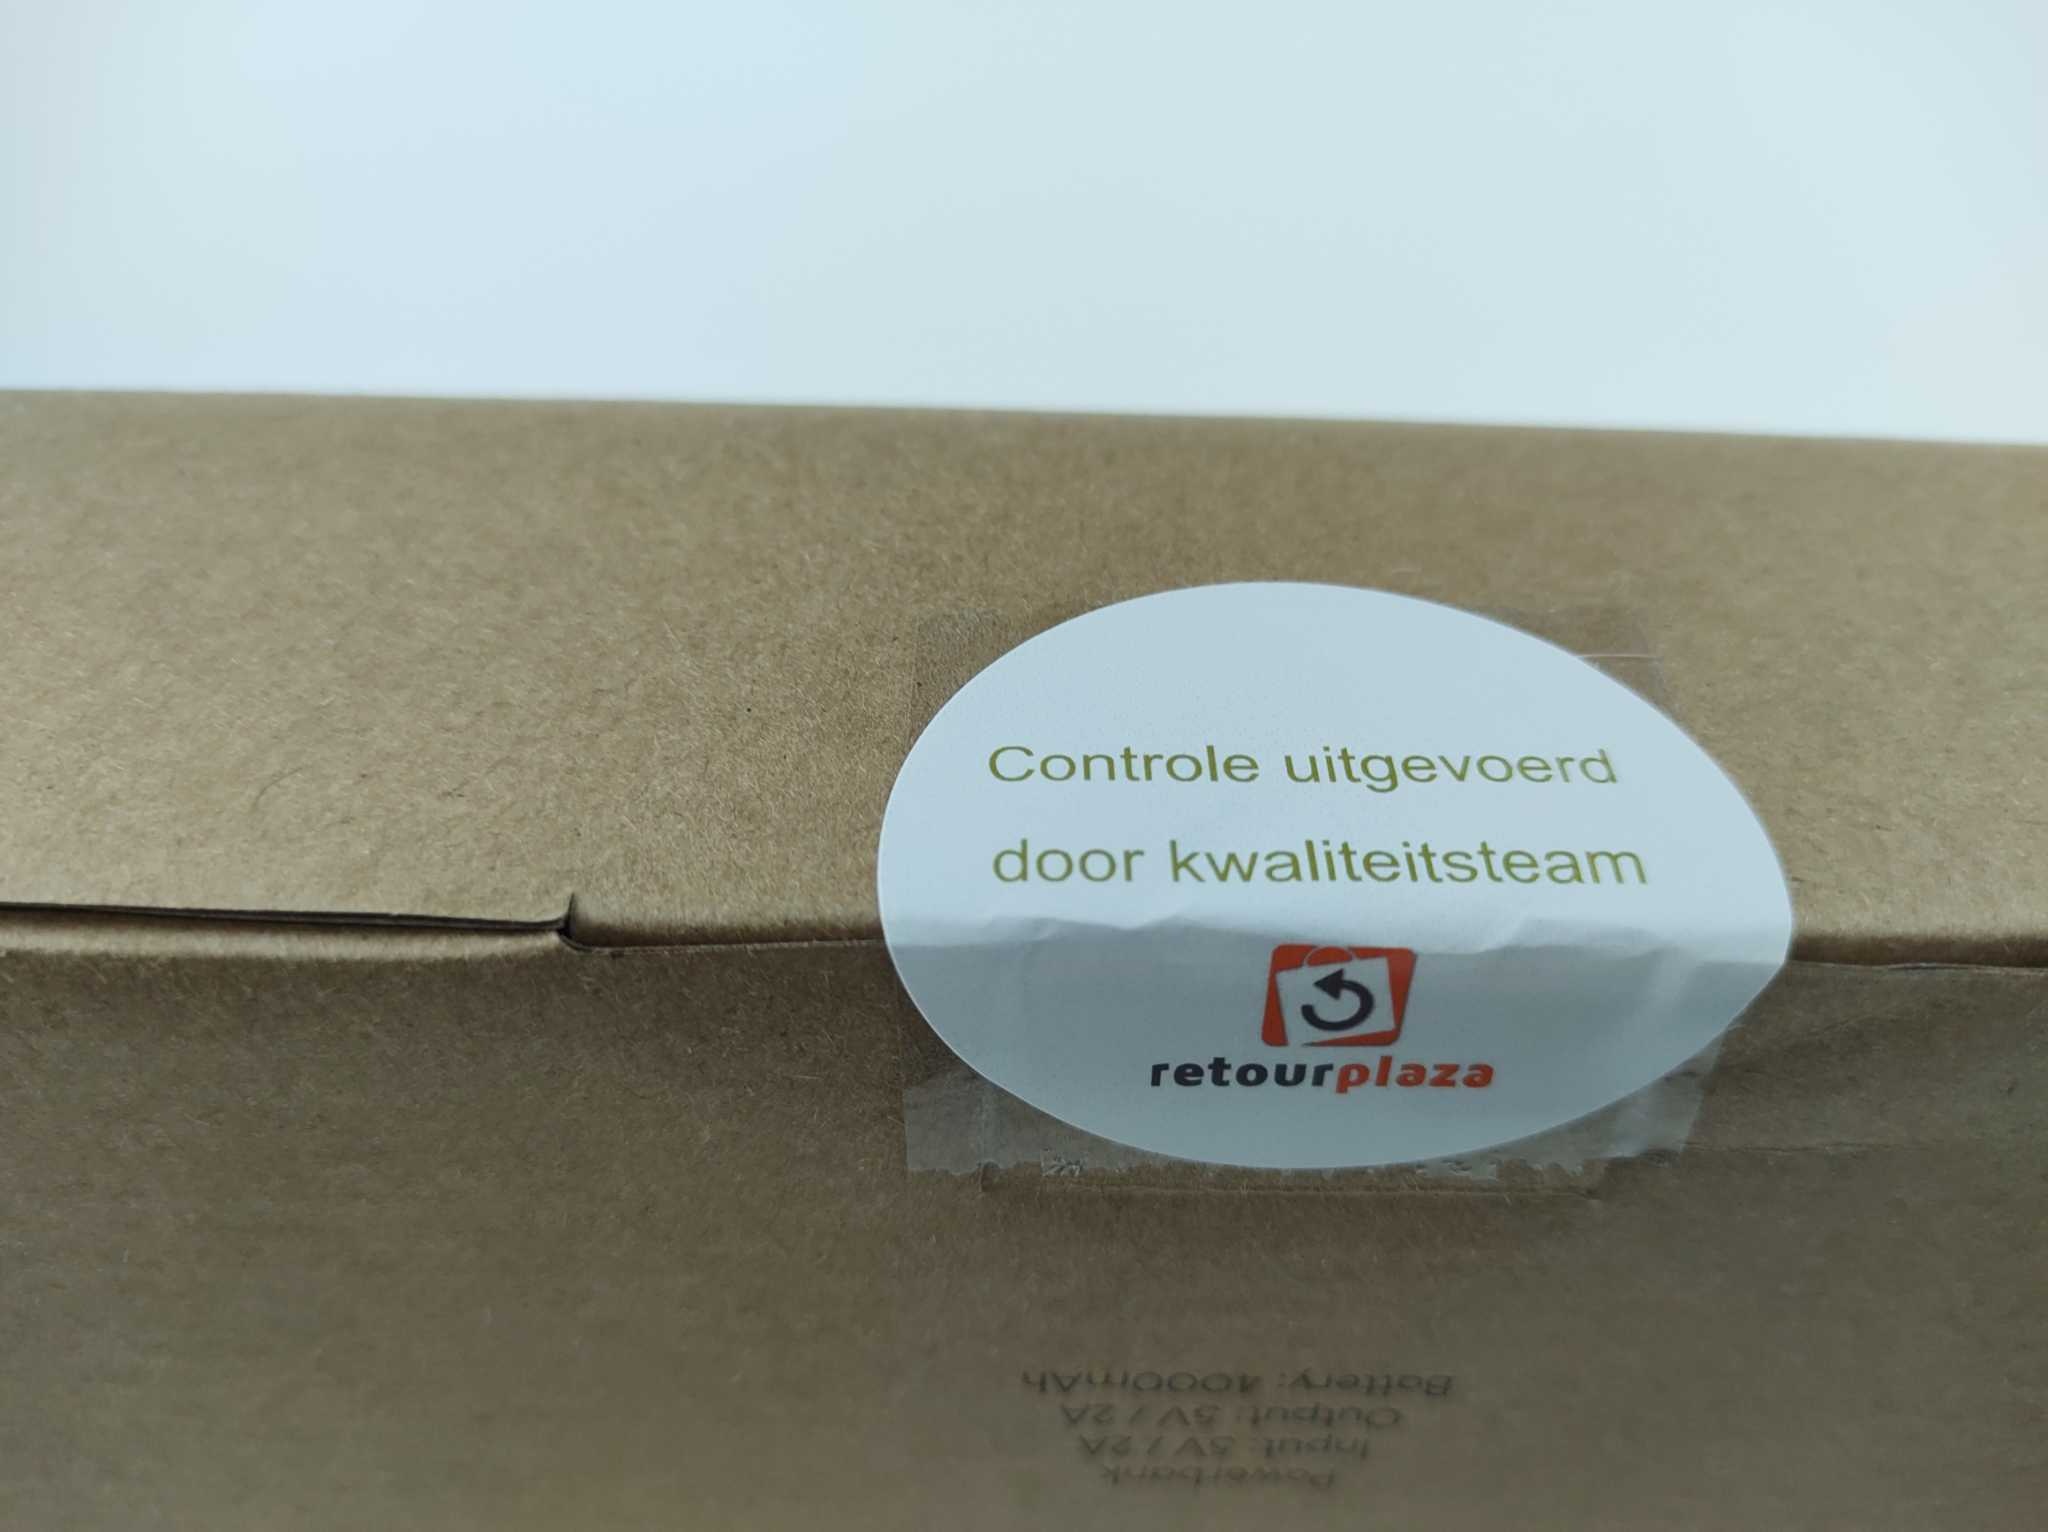 Controle uitgevoerd
door kwaliteitsteam
retourplaza
Powerbank
Input: 5V / 2A
Output: 5V / 2A
Battery: 4000mAh